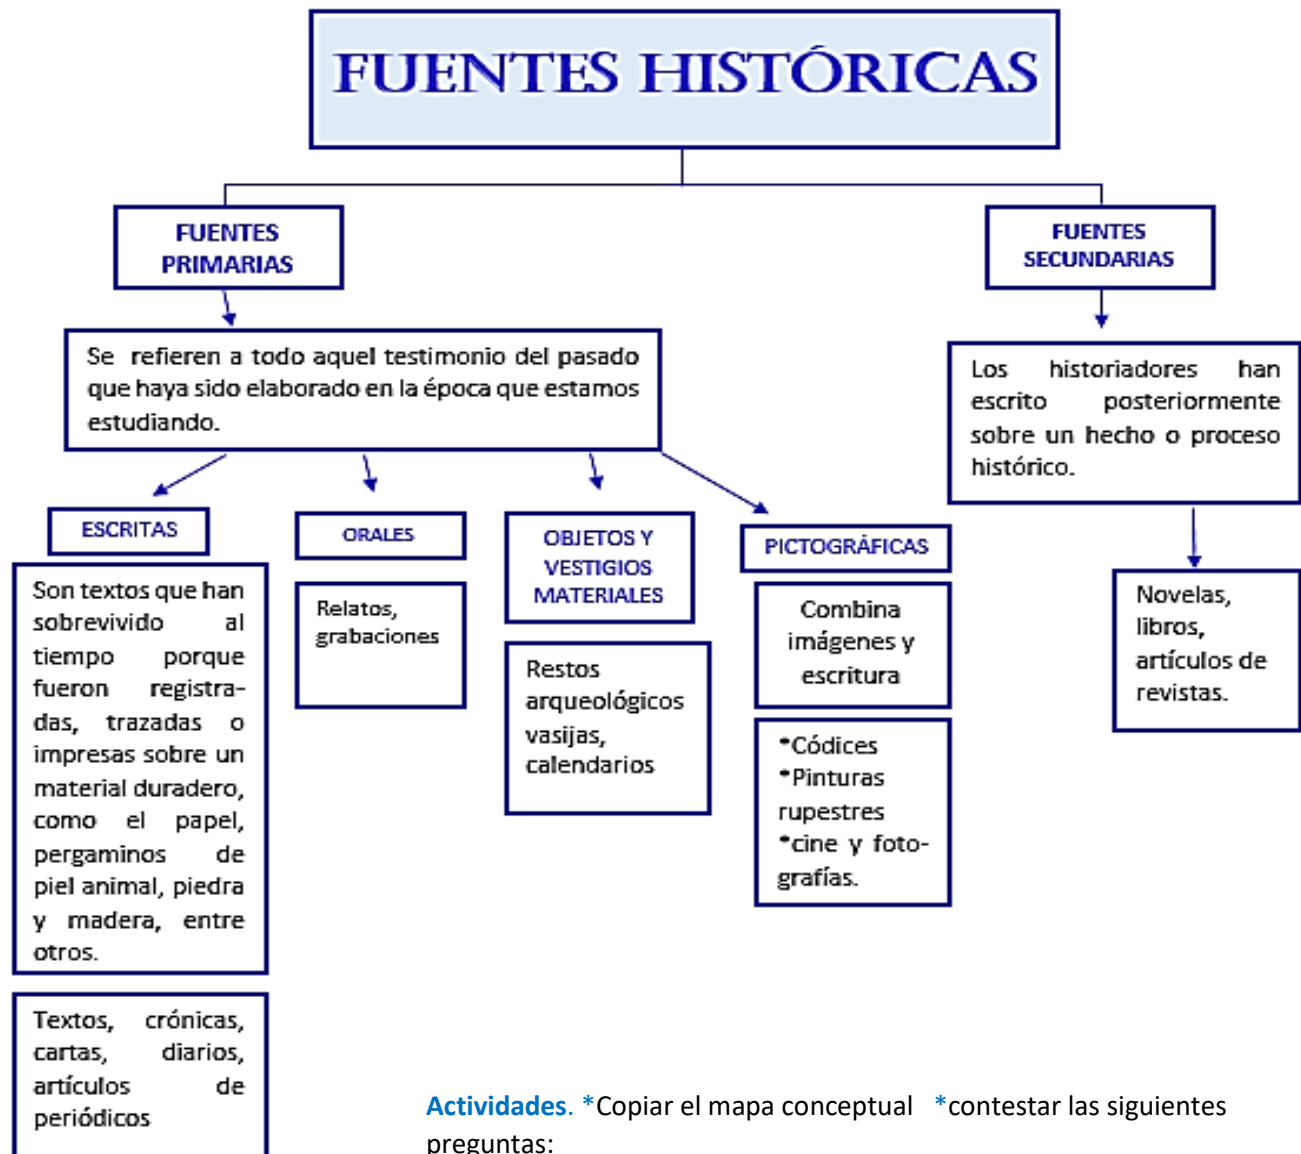 FUENTES HISTÓRICAS
FUENTES
PRIMARIAS
FUENTES
SECUNDARIAS
Se refieren a todo aquel testimonio del pasado
que haya sido elaborado en la época que estamos
estudiando.
Los historiadores han
escrito posteriormente
sobre un hecho o proceso
histórico.
ESCRITAS
Son textos que han
sobrevivido al
tiempo porque
fueron registra-
das, trazadas o
impresas sobre un
material duradero,
como el papel,
pergaminos de
piel animal, piedra
y madera, entre
otros.
Textos, crónicas,
cartas, diarios,
artículos de
periódicos
ORALES
Relatos,
grabaciones
OBJETOS Y
VESTIGIOS
MATERIALES
Restos
arqueológicos
vasijas,
calendarios
PICTOGRÁFICAS
Combina
imágenes y
escritura
*Códices
*Pinturas
rupestres
*cine y foto-
grafías.
Novelas,
libros,
artículos de
revistas.
Actividades. *Copiar el mapa conceptual *contestar las siguientes
preguntas: